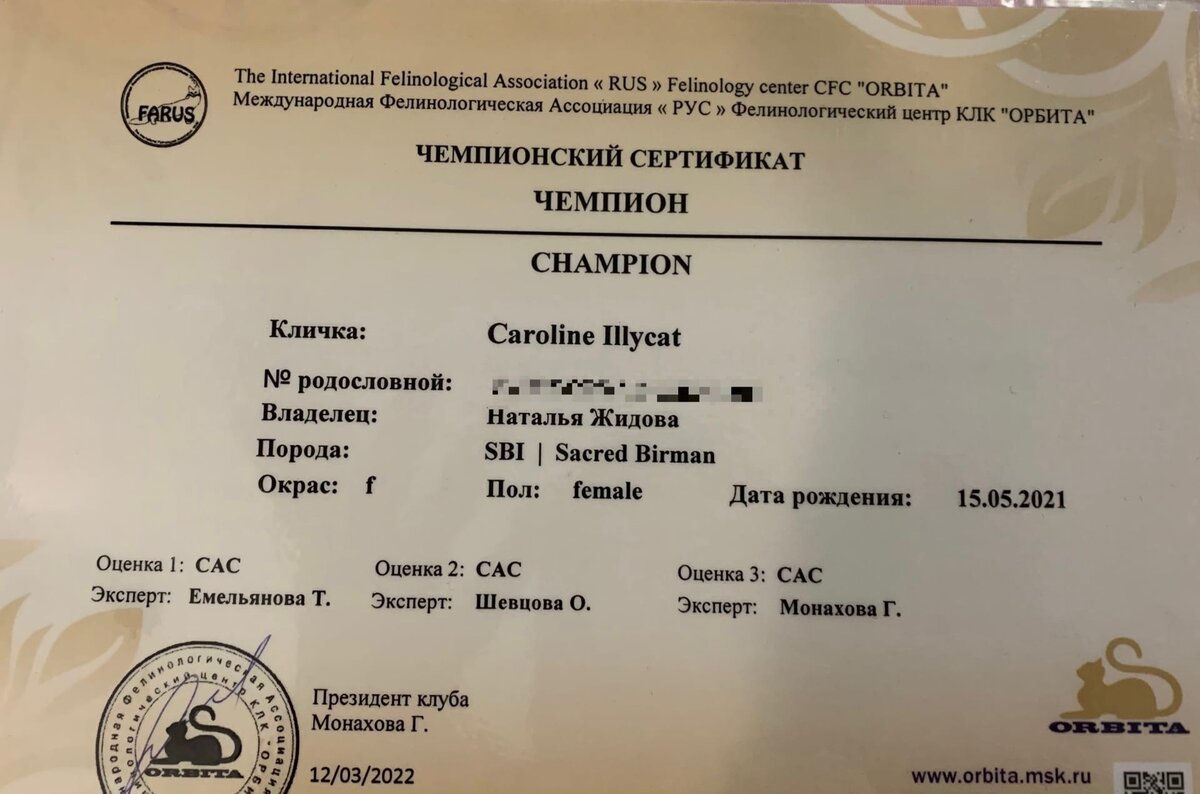 The International Felinological Association « RUS » Felinology center CFC "ORBITA"
Международная Фелинологическая Ассоциация « РУС » Фелинологический центр КЛК "ОРБИТА"
FARUS
ЧЕМПИОНСКИЙ СЕРТИФИКАТ
ЧЕМПИОН
CHAMPION
Кличка: Caroline Illycat
№ родословной:
Владелец: Наталья Жидова
Порода: SBI | Sacred Birman
Окрас: f Пол: female Дата рождения: 15.05.2021
Оценка 1: CAC Оценка 2: CAC Оценка 3: CAC
Эксперт: Емельянова Т. Эксперт: Шевцова О. Эксперт: Монахова Г.
Президент клуба
Монахова Г.
12/03/2022
ORBITA
ORBITA
www.orbita.msk.ru